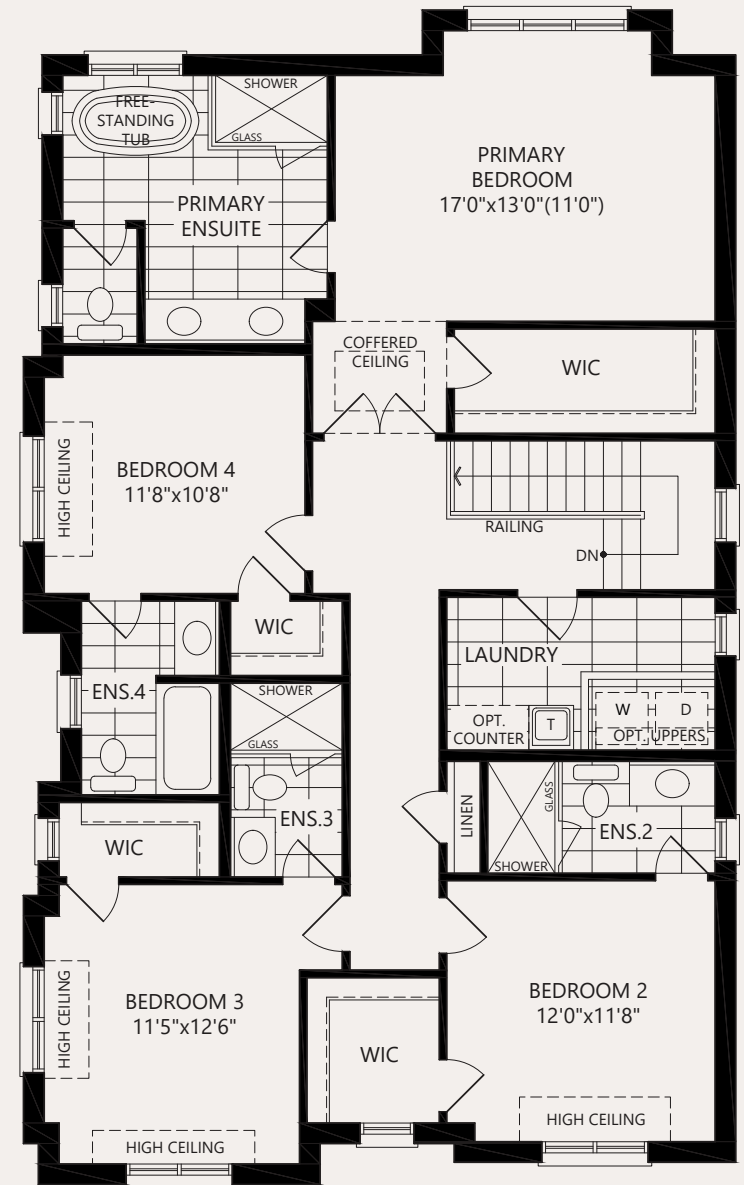 SHOWER
FREE-
STANDING
TUB
GLASS
PRIMARY
ENSUITE
PRIMARY
BEDROOM
17'0"x13'0"(11'0")
COFFERED
CEILING
WIC
HIGH CEILING
BEDROOM 4
11'8"x10'8"
RAILING
DN
WIC
LAUNDRY
ENS.4
SHOWER
GLASS
OPT.
COUNTER
T
W
D
OPT. UPPERS
ENS.3
LINEN
GLASS
SHOWER
ENS.2
WIC
HIGH CEILING
BEDROOM 3
11'5"x12'6"
HIGH CEILING
WIC
BEDROOM 2
12'0"x11'8"
HIGH CEILING